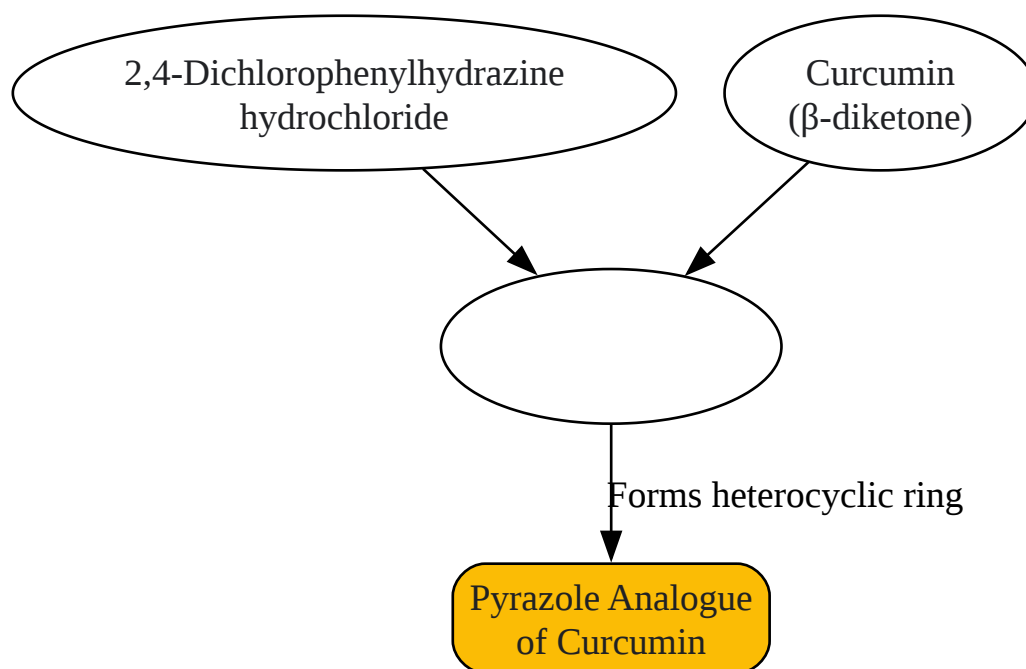 2,4-Dichlorophenylhydrazine
hydrochloride
Curcumin
(β-diketone)
Forms heterocyclic ring
Pyrazole Analogue
of Curcumin